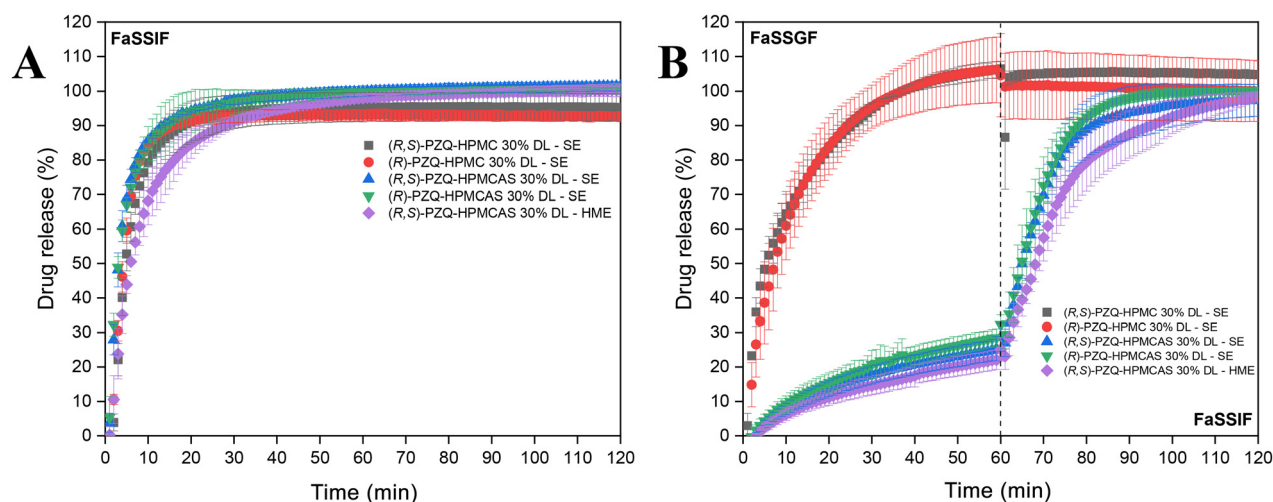 A
FaSSIF
Drug release (%)
120
110
100
90
80
70
60
50
40
30
20
10
0
(R,S)-PZQ-HPMC 30% DL - SE
(R)-PZQ-HPMC 30% DL - SE
(R,S)-PZQ-HPMCAS 30% DL - SE
(R)-PZQ-HPMCAS 30% DL - SE
(R,S)-PZQ-HPMCAS 30% DL - HME
0 10 20 30 40 50 60 70 80 90 100 110 120
Time (min)
B
FaSSGF
Drug release (%)
120
110
100
90
80
70
60
50
40
30
20
10
0
(R,S)-PZQ-HPMC 30% DL - SE
(R)-PZQ-HPMC 30% DL - SE
(R,S)-PZQ-HPMCAS 30% DL - SE
(R)-PZQ-HPMCAS 30% DL - SE
(R,S)-PZQ-HPMCAS 30% DL - HME
FaSSIF
0 10 20 30 40 50 60 70 80 90 100 110 120
Time (min)